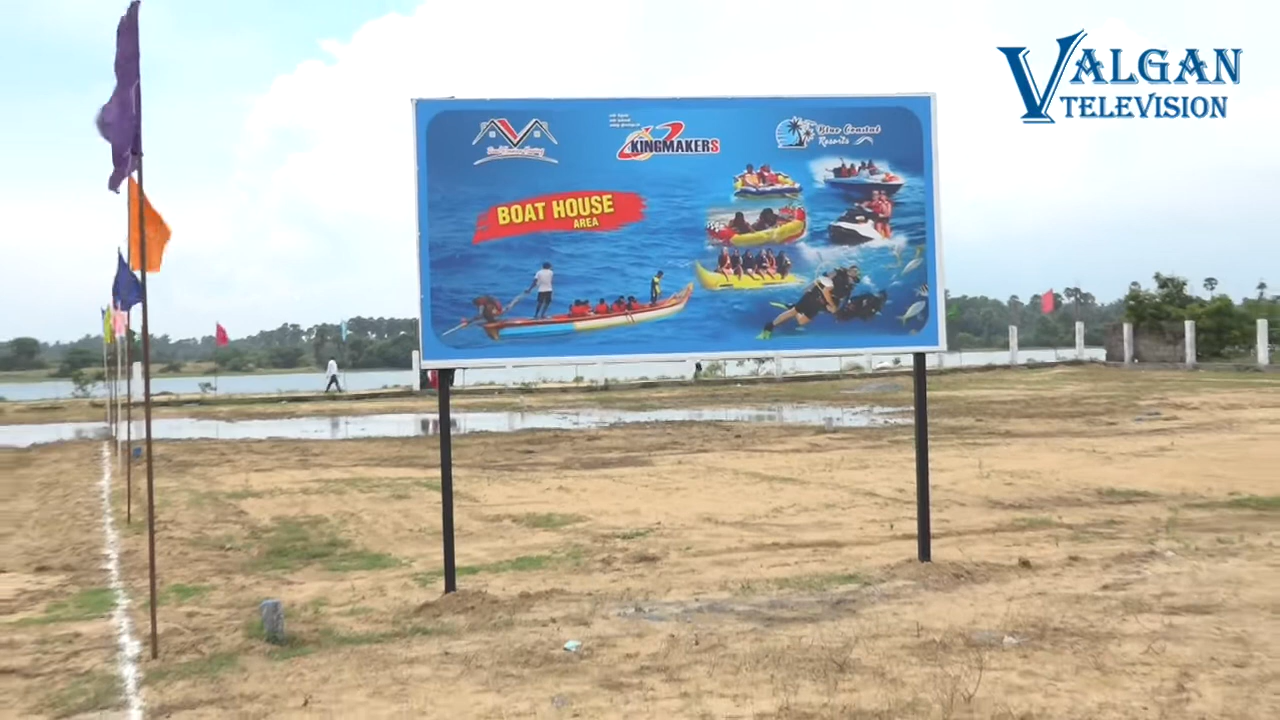 VALGAN
TELEVISION
KINGMAKERS
Blue Coastal
Resorts
BOAT HOUSE
AREA